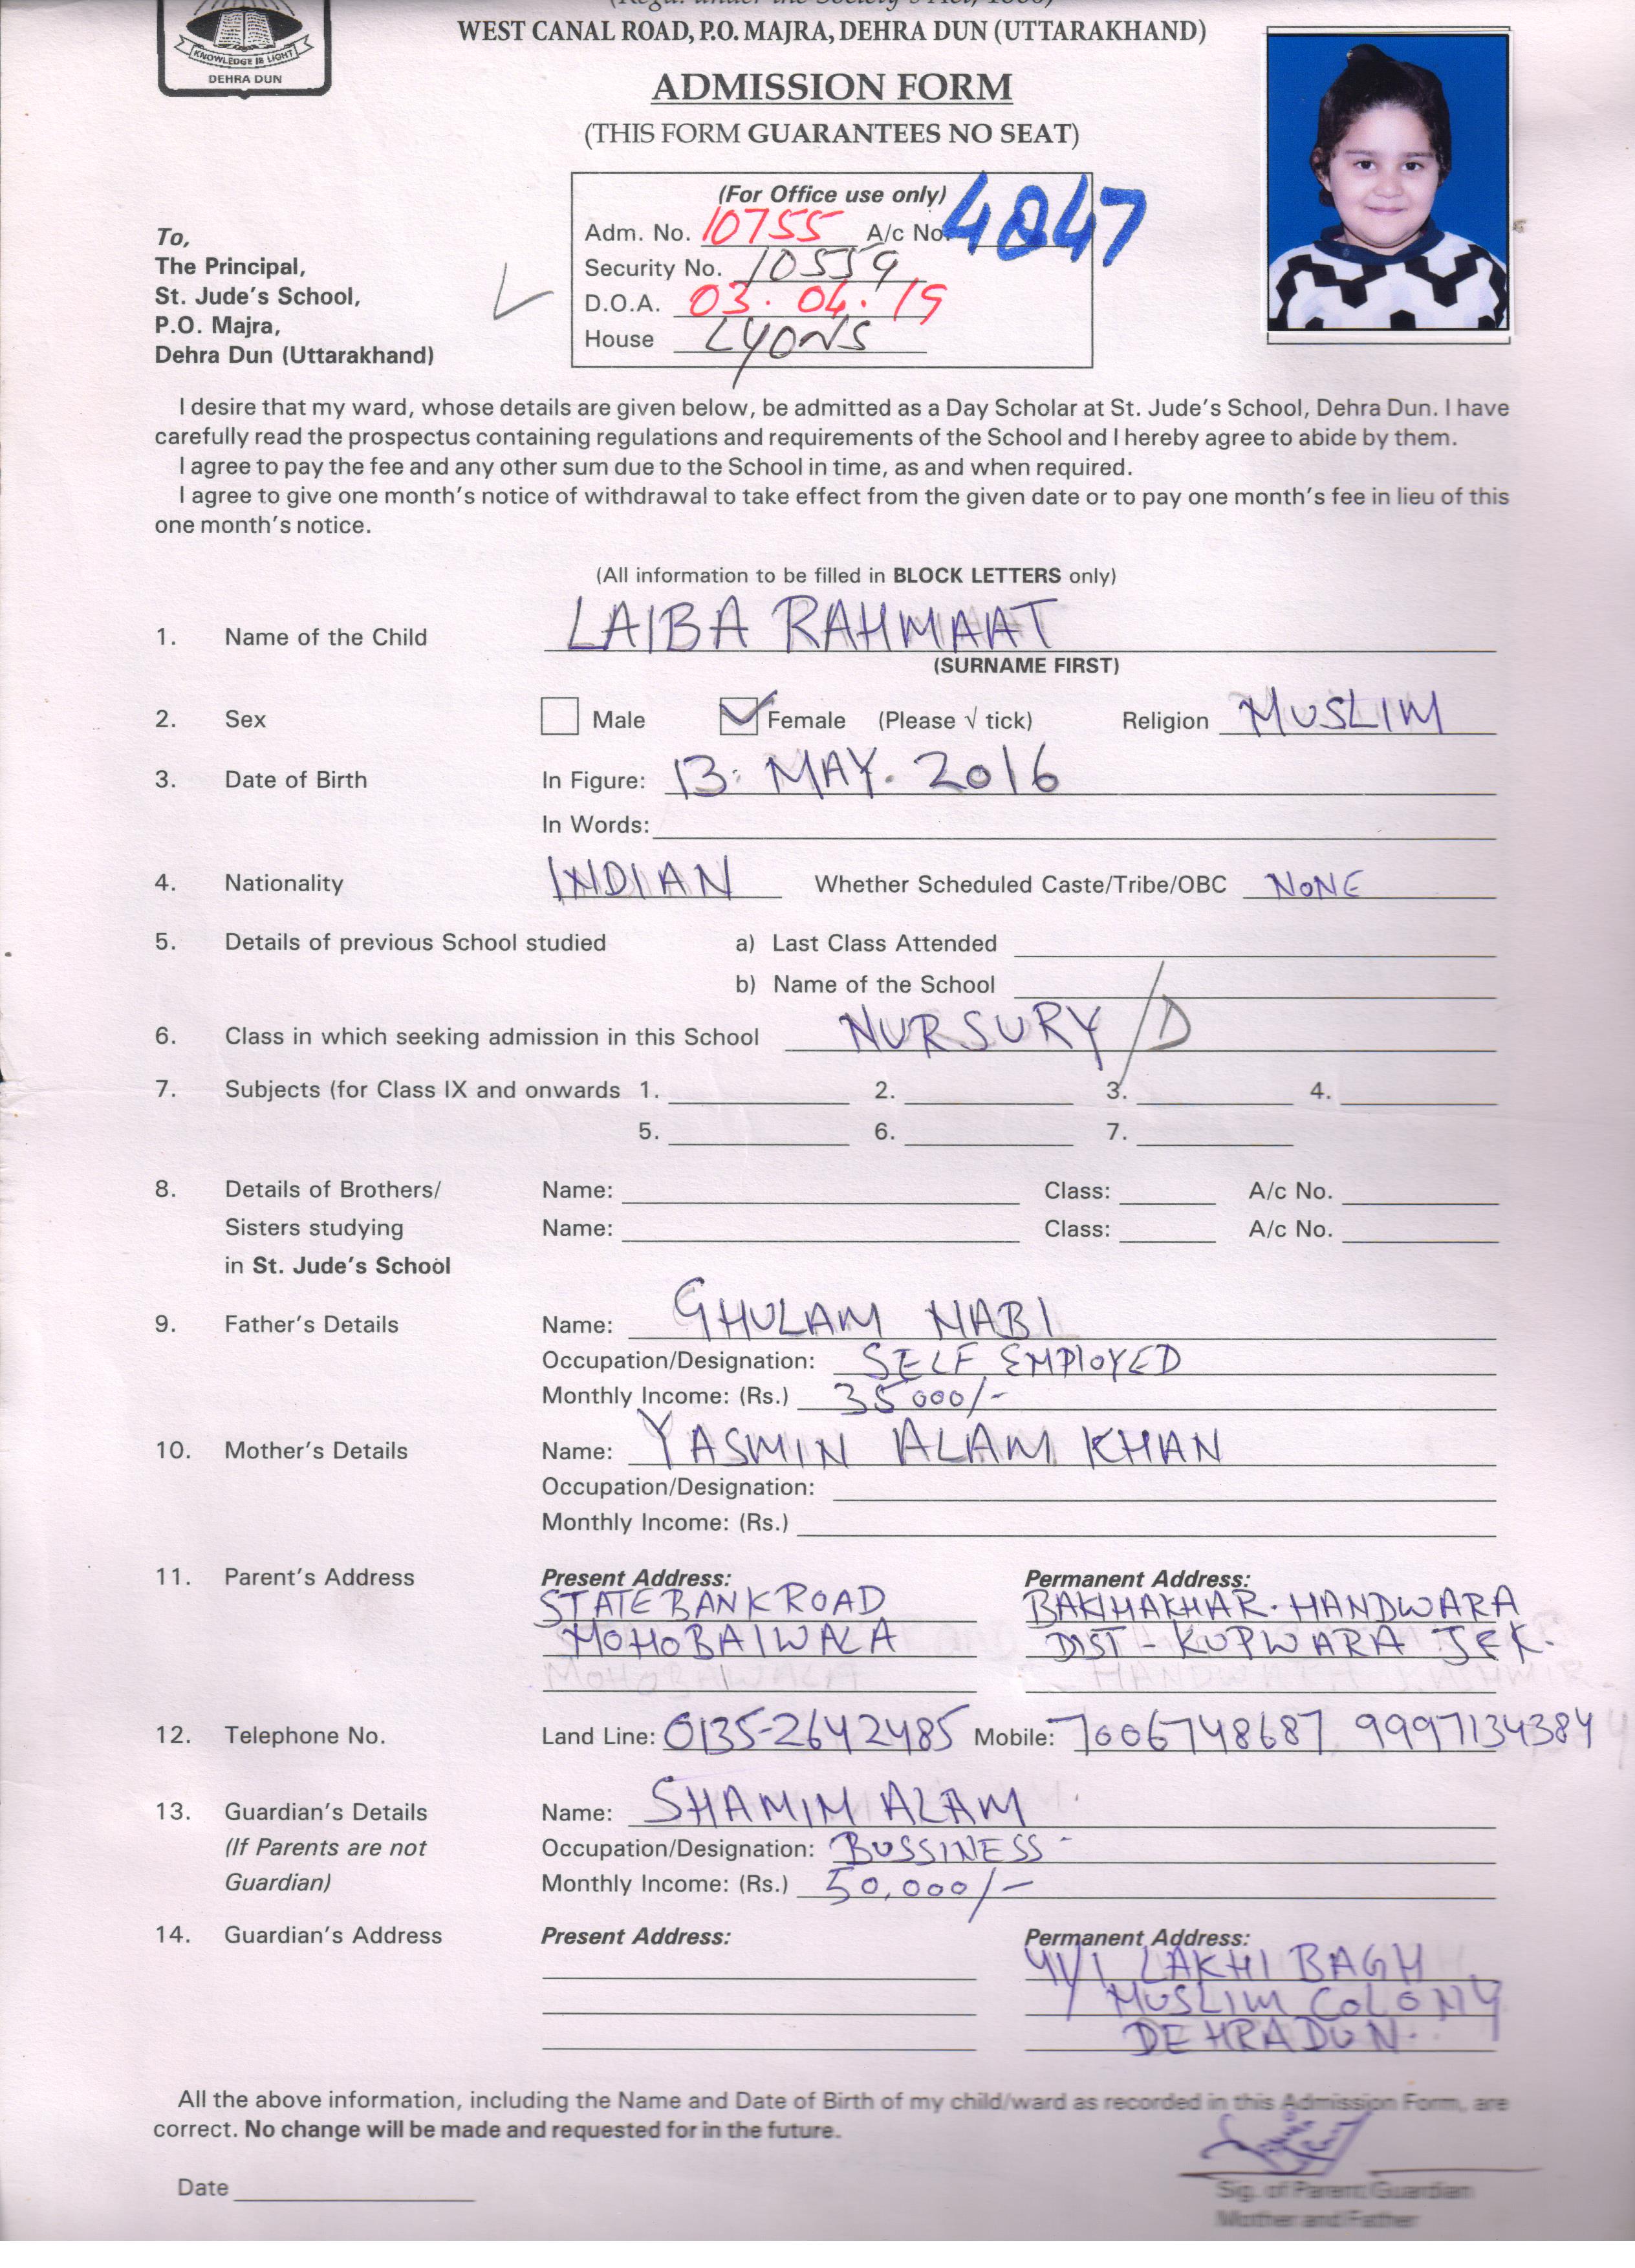 WEST CANAL ROAD, P.O. MAJRA, DEHRA DUN (UTTARAKHAND)
KNOWLEDGE IS LIGHT
DEHRA DUN
ADMISSION FORM
(THIS FORM GUARANTEES NO SEAT)
(For Office use only)
Adm. No. 10755 A/c No. 4847
Security No. 10559
D.O.A. 03.04.19
House LYONS
To,
The Principal,
St. Jude's School,
P.O. Majra,
Dehra Dun (Uttarakhand)
I desire that my ward, whose details are given below, be admitted as a Day Scholar at St. Jude's School, Dehra Dun. I have
carefully read the prospectus containing regulations and requirements of the School and I hereby agree to abide by them.
I agree to pay the fee and any other sum due to the School in time, as and when required.
I agree to give one month's notice of withdrawal to take effect from the given date or to pay one month's fee in lieu of this
one month's notice.
(All information to be filled in BLOCK LETTERS only)
1. Name of the Child LAIBA RAHMAAT
(SURNAME FIRST)
2. Sex Male Female (Please √ tick) Religion MUSLIM
3. Date of Birth In Figure: 13. MAY. 2016
In Words:
4. Nationality INDIAN Whether Scheduled Caste/Tribe/OBC NONE
5. Details of previous School studied a) Last Class Attended
b) Name of the School
6. Class in which seeking admission in this School NURSURY/D
7. Subjects (for Class IX and onwards 1. 2. 3. 4.
5. 6. 7.
8. Details of Brothers/ Name: Class: A/c No.
Sisters studying Name: Class: A/c No.
in St. Jude's School
9. Father's Details Name: GHULAM NABI
Occupation/Designation: SELF EMPLOYED
Monthly Income: (Rs.) 35000/-
10. Mother's Details Name: YASMIN ALAM KHAN
Occupation/Designation:
Monthly Income: (Rs.)
11. Parent's Address Present Address: Permanent Address:
STATE BANK ROAD BAKIHAKHAR. HANDWARA
MOHOBAIWALA DIST - KUPWARA J&K.
12. Telephone No. Land Line: 0135-2642485 Mobile: 7006748687 9997134384
13. Guardian's Details Name: SHAMIM ALAM
(If Parents are not Occupation/Designation: BUSSINESS -
Guardian) Monthly Income: (Rs.) 50,000/-
14. Guardian's Address Present Address: Permanent Address:
41/1 LAKHI BAGH
MUSLIM COLONY
DEHRADUN.
All the above information, including the Name and Date of Birth of my child/ward as recorded in this Admission Form, are
correct. No change will be made and requested for in the future.
Date
Sig. of Parent/Guardian
Mother and Father